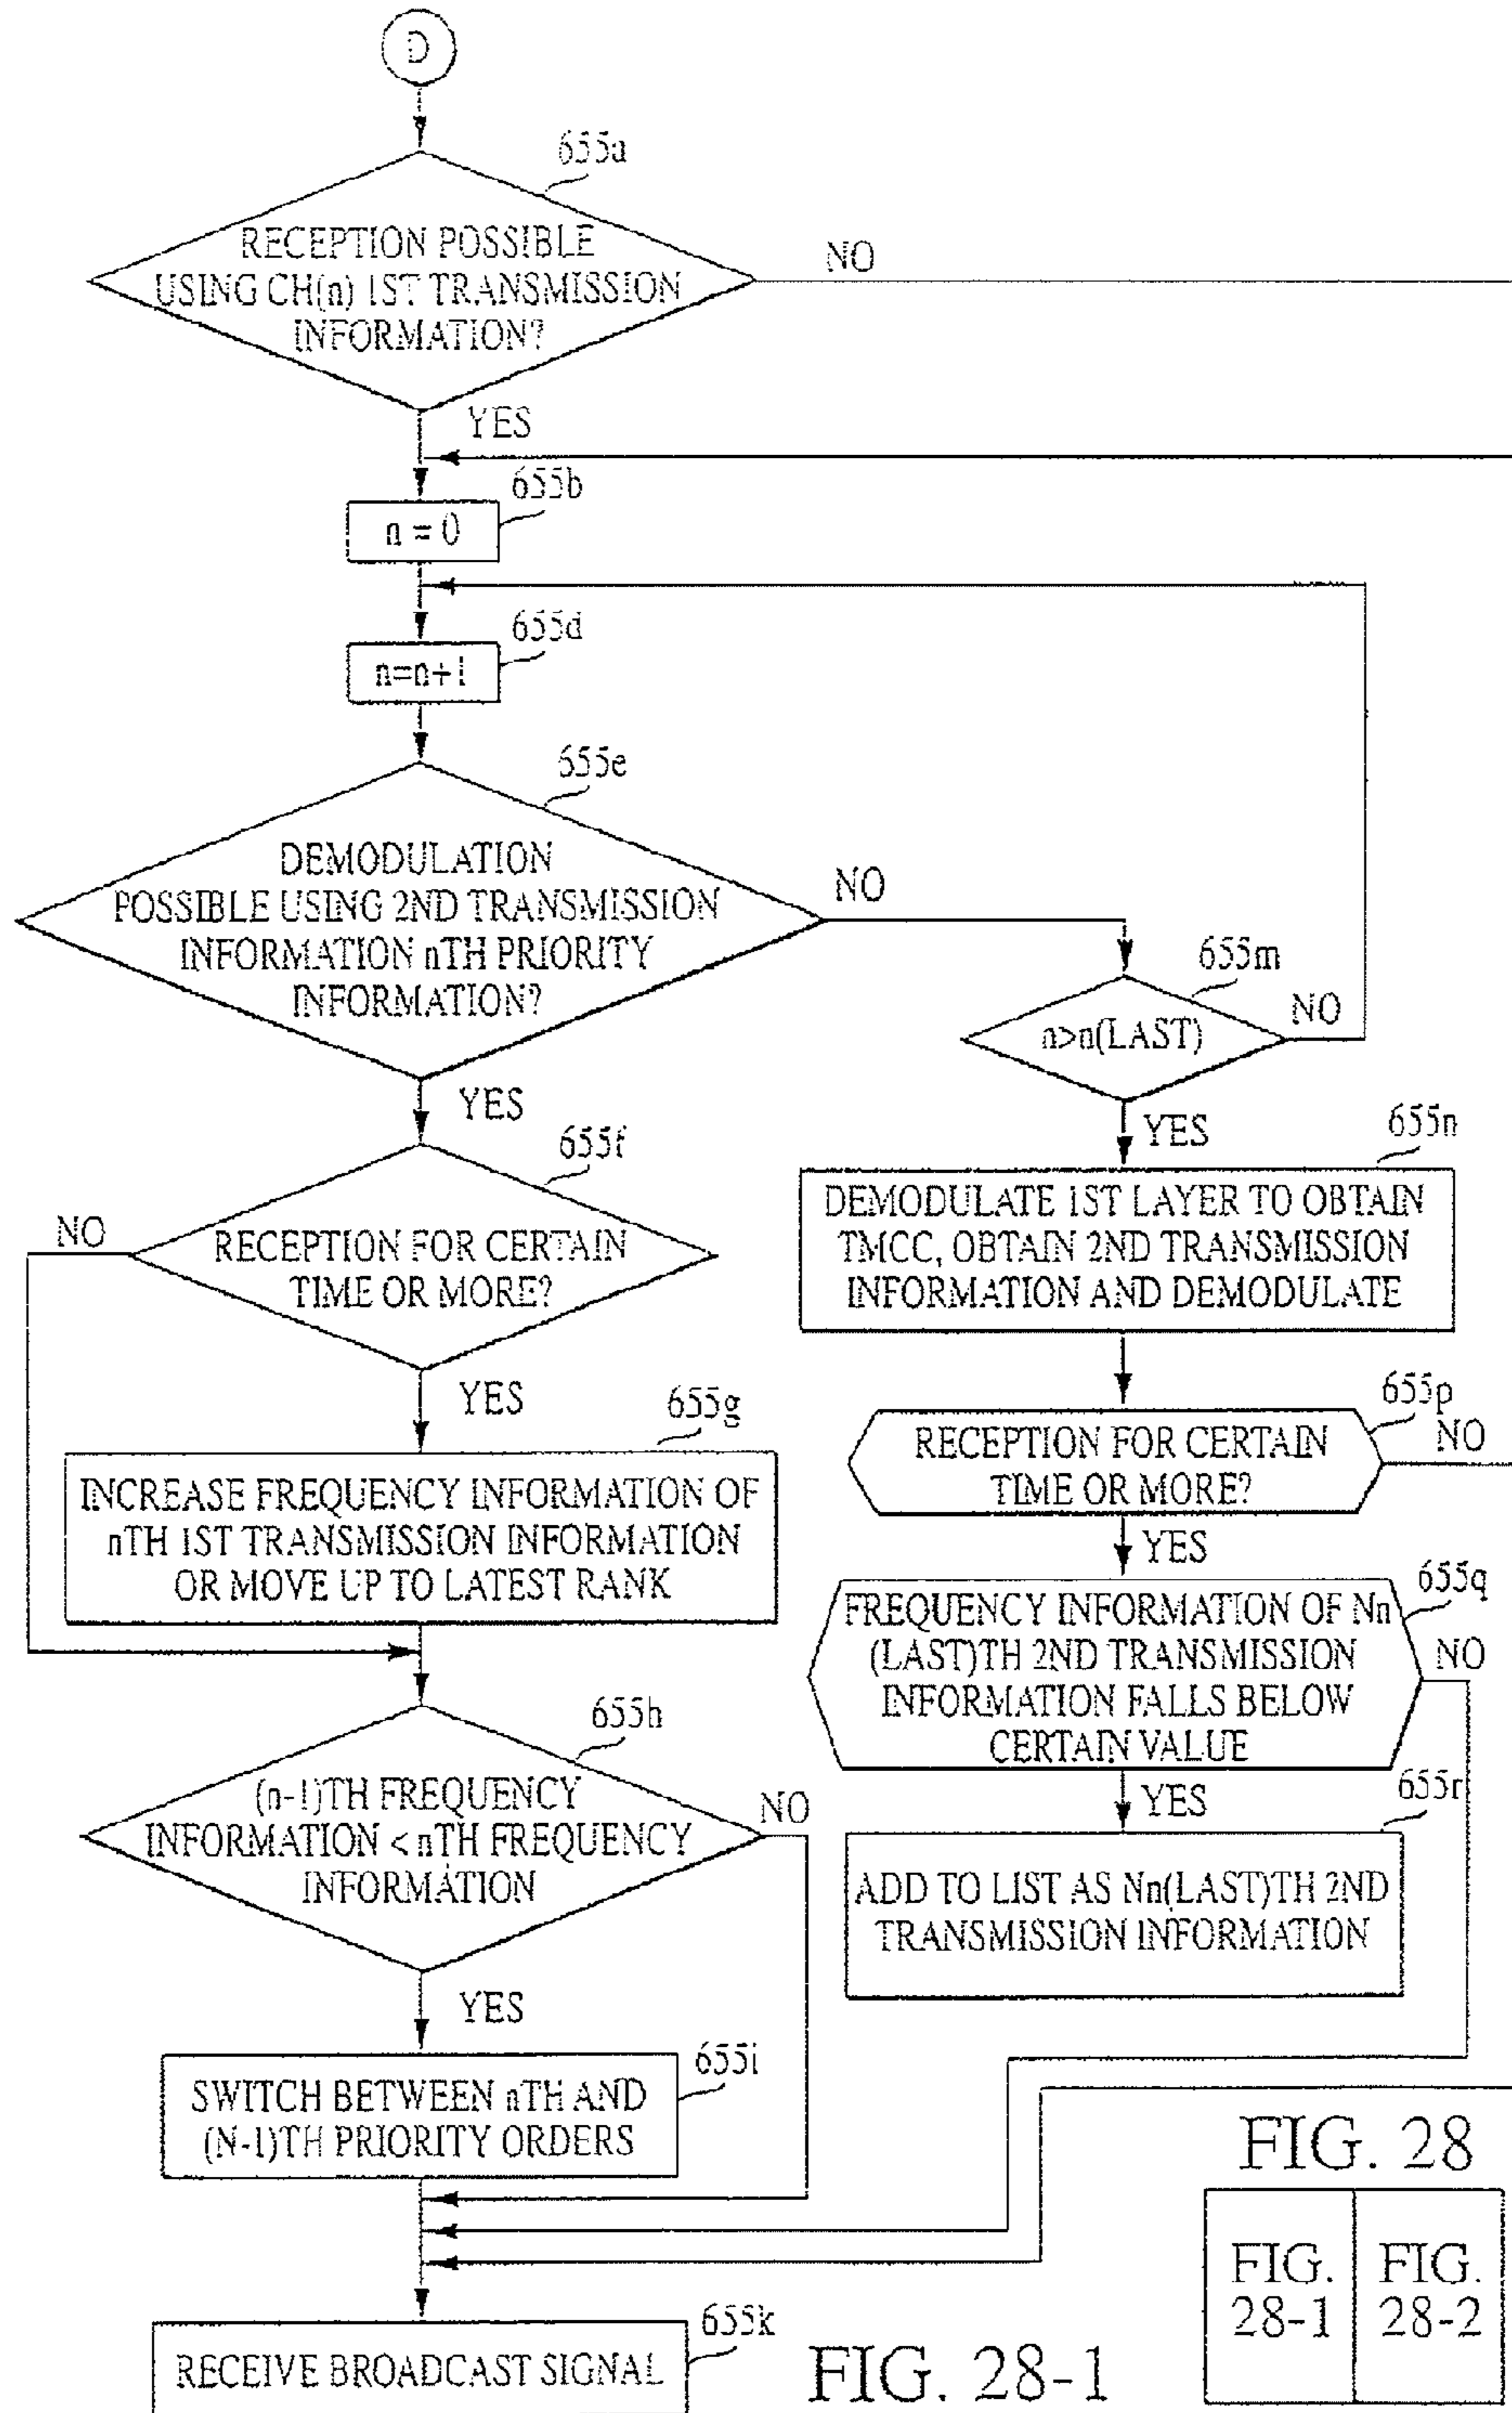 D
655a
RECEPTION POSSIBLE
USING CH(n) 1ST TRANSMISSION
INFORMATION?
NO
YES
655b
n = 0
655d
n=n+1
655e
DEMODULATION
POSSIBLE USING 2ND TRANSMISSION
INFORMATION nTH PRIORITY
INFORMATION?
NO
YES
655m
n>n(LAST)
NO
YES
655f
RECEPTION FOR CERTAIN
TIME OR MORE?
NO
YES
655g
INCREASE FREQUENCY INFORMATION OF
nTH 1ST TRANSMISSION INFORMATION
OR MOVE UP TO LATEST RANK
655h
(n-1)TH FREQUENCY
INFORMATION < nTH FREQUENCY
INFORMATION
NO
YES
655i
SWITCH BETWEEN nTH AND
(N-1)TH PRIORITY ORDERS
655k
RECEIVE BROADCAST SIGNAL
655n
DEMODULATE 1ST LAYER TO OBTAIN
TMCC, OBTAIN 2ND TRANSMISSION
INFORMATION AND DEMODULATE
655p
RECEPTION FOR CERTAIN
TIME OR MORE?
NO
YES
655q
FREQUENCY INFORMATION OF Nn
(LAST)TH 2ND TRANSMISSION
INFORMATION FALLS BELOW
CERTAIN VALUE
NO
YES
655r
ADD TO LIST AS Nn(LAST)TH 2ND
TRANSMISSION INFORMATION
FIG. 28
FIG.
28-1
FIG.
28-2
FIG. 28-1